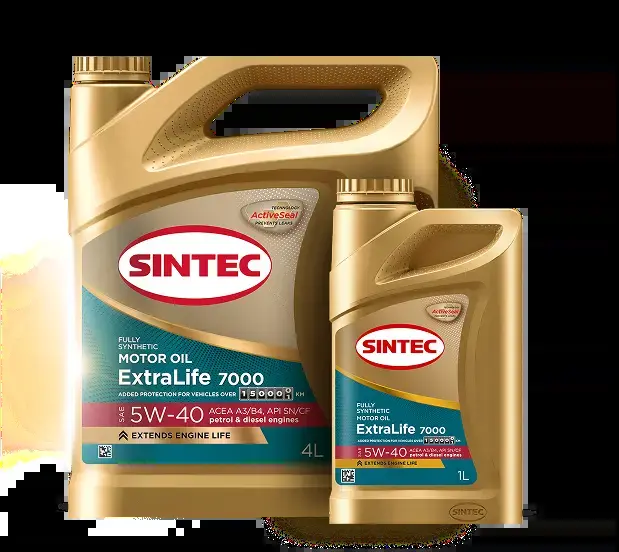 TECHNOLOGY
ActiveSeal
PREVENTS LEAKS
SINTEC
FULLY
SYNTHETIC
MOTOR OIL
ExtraLife 7000
ADDED PROTECTION FOR VEHICLES OVER 150000 KM
SAE 5W-40 ACEA A3/B4, API SN/CF
petrol & diesel engines
EXTENDS ENGINE LIFE
4L
ActiveSeal
SINTEC
FULLY
SYNTHETIC
MOTOR OIL
ExtraLife 7000
ADDED PROTECTION FOR VEHICLES OVER 150000 KM
SAE 5W-40 ACEA A3/B4, API SN/CF
petrol & diesel engines
EXTENDS ENGINE LIFE
1L
SINTEC